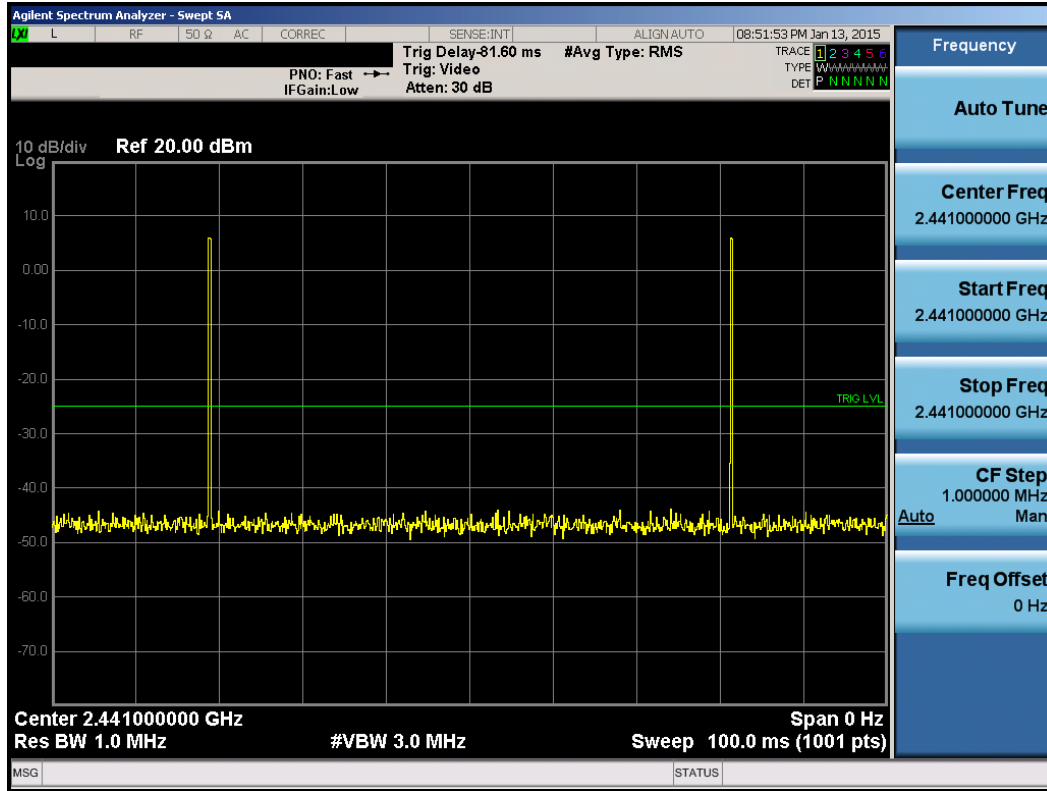 Agilent Spectrum Analyzer - Swept SA
LXI L RF 50 Ω AC CORREC SENSE:INT ALIGN AUTO 08:51:53 PM Jan 13, 2015
Trig Delay-81.60 ms #Avg Type: RMS TRACE 1 2 3 4 5 6
PNO: Fast Trig: Video TYPE WWWWWW
IFGain:Low Atten: 30 dB DET P N N N N N
10 dB/div Ref 20.00 dBm
Log
10.0
0.00
-10.0
-20.0
TRIG LVL
-30.0
-40.0
-50.0
-60.0
-70.0
Center 2.441000000 GHz Span 0 Hz
Res BW 1.0 MHz #VBW 3.0 MHz Sweep 100.0 ms (1001 pts)
MSG STATUS
Frequency
Auto Tune
Center Freq
2.441000000 GHz
Start Freq
2.441000000 GHz
Stop Freq
2.441000000 GHz
CF Step
1.000000 MHz
Auto Man
Freq Offset
0 Hz